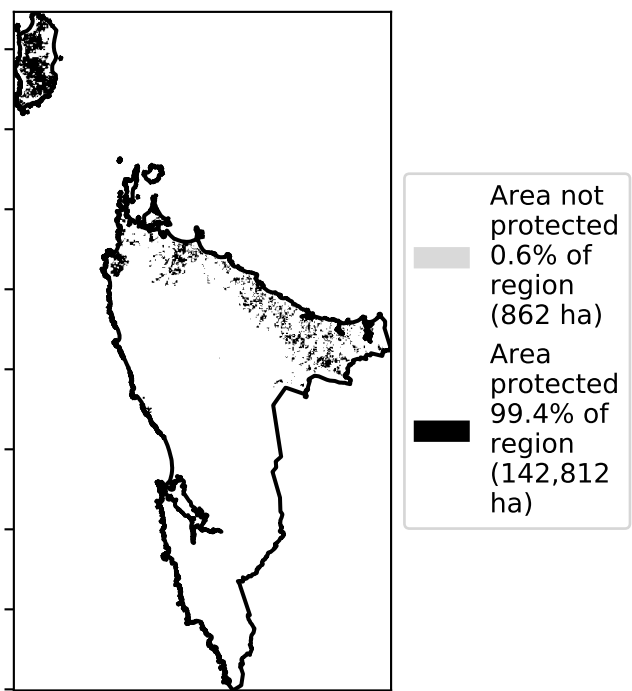 Area not
protected
0.6% of
region
(862 ha)
Area
protected
99.4% of
region
(142,812
ha)